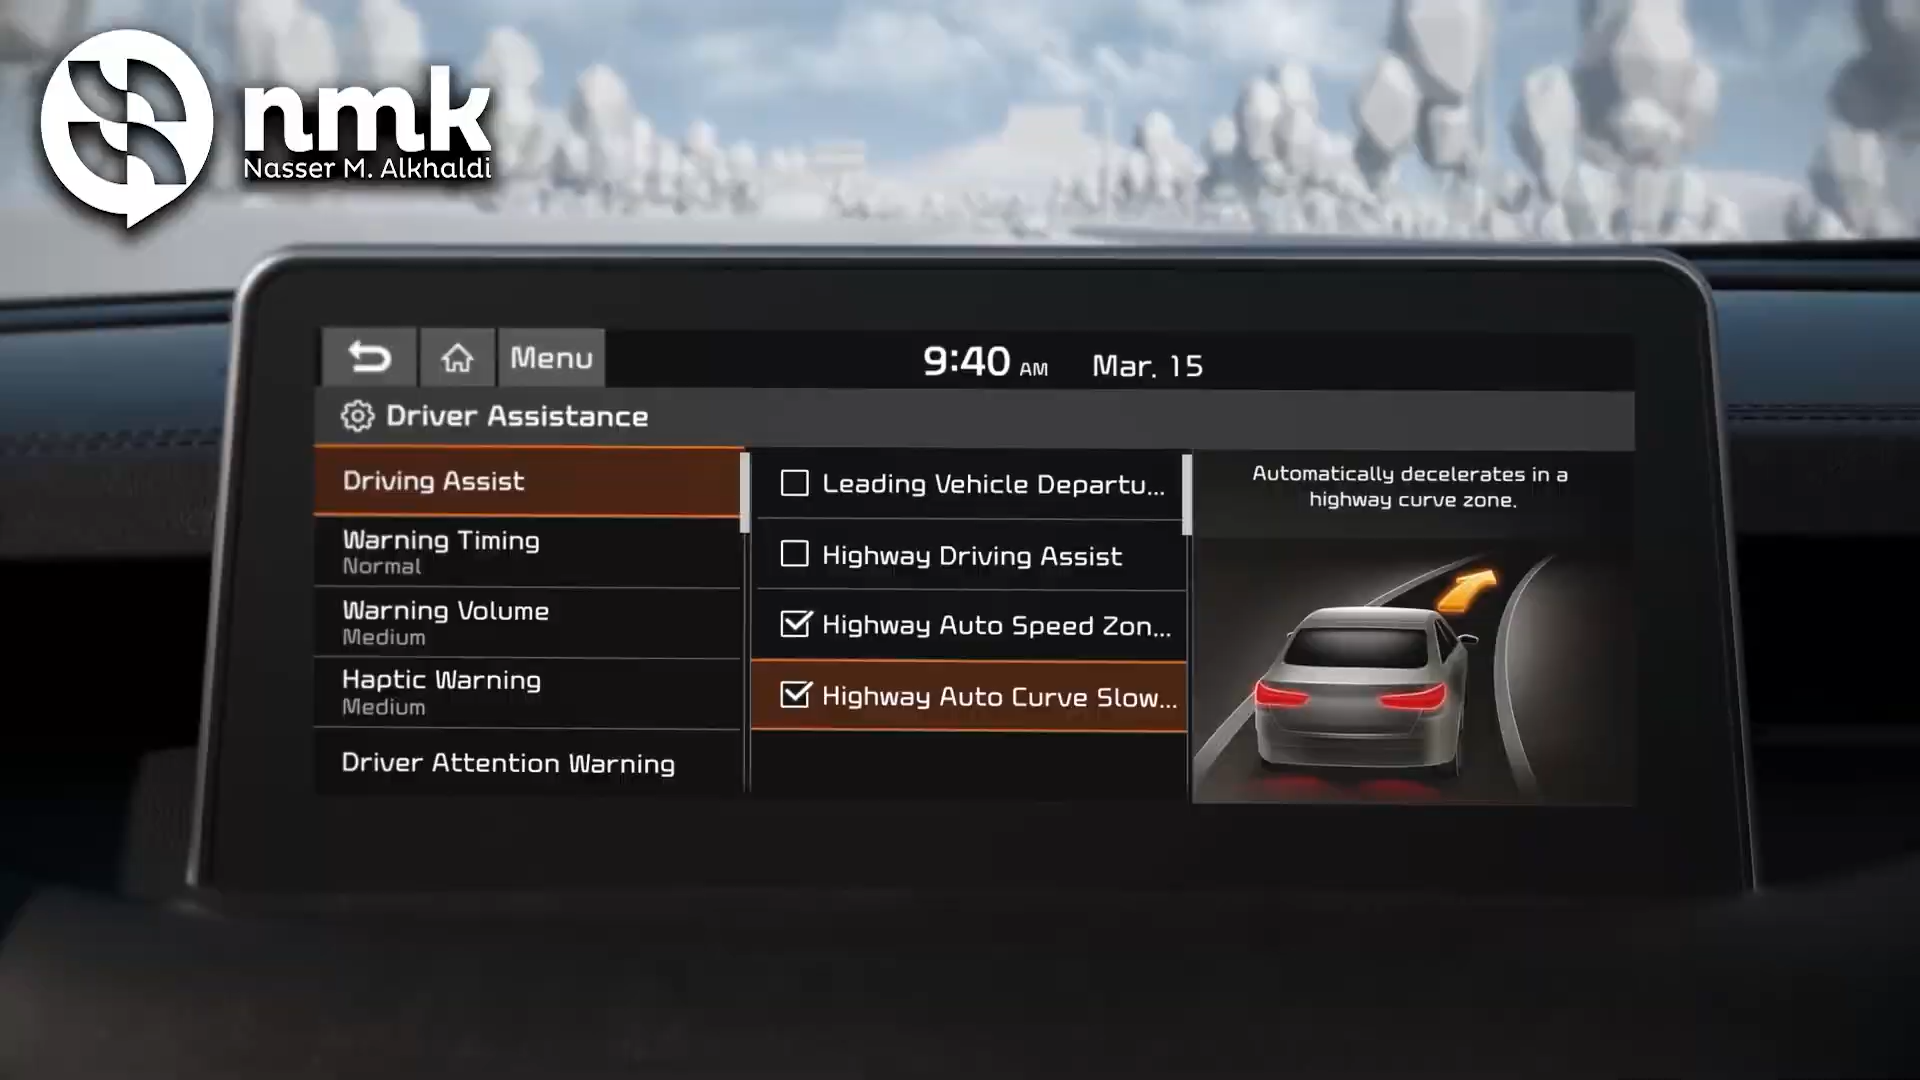 nmk
Nasser M. Alkhaldi
Menu
9:40 AM Mar. 15
Driver Assistance
Driving Assist
Warning Timing
Normal
Warning Volume
Medium
Haptic Warning
Medium
Driver Attention Warning
Leading Vehicle Departu...
Highway Driving Assist
Highway Auto Speed Zon...
Highway Auto Curve Slow...
Automatically decelerates in a
highway curve zone.